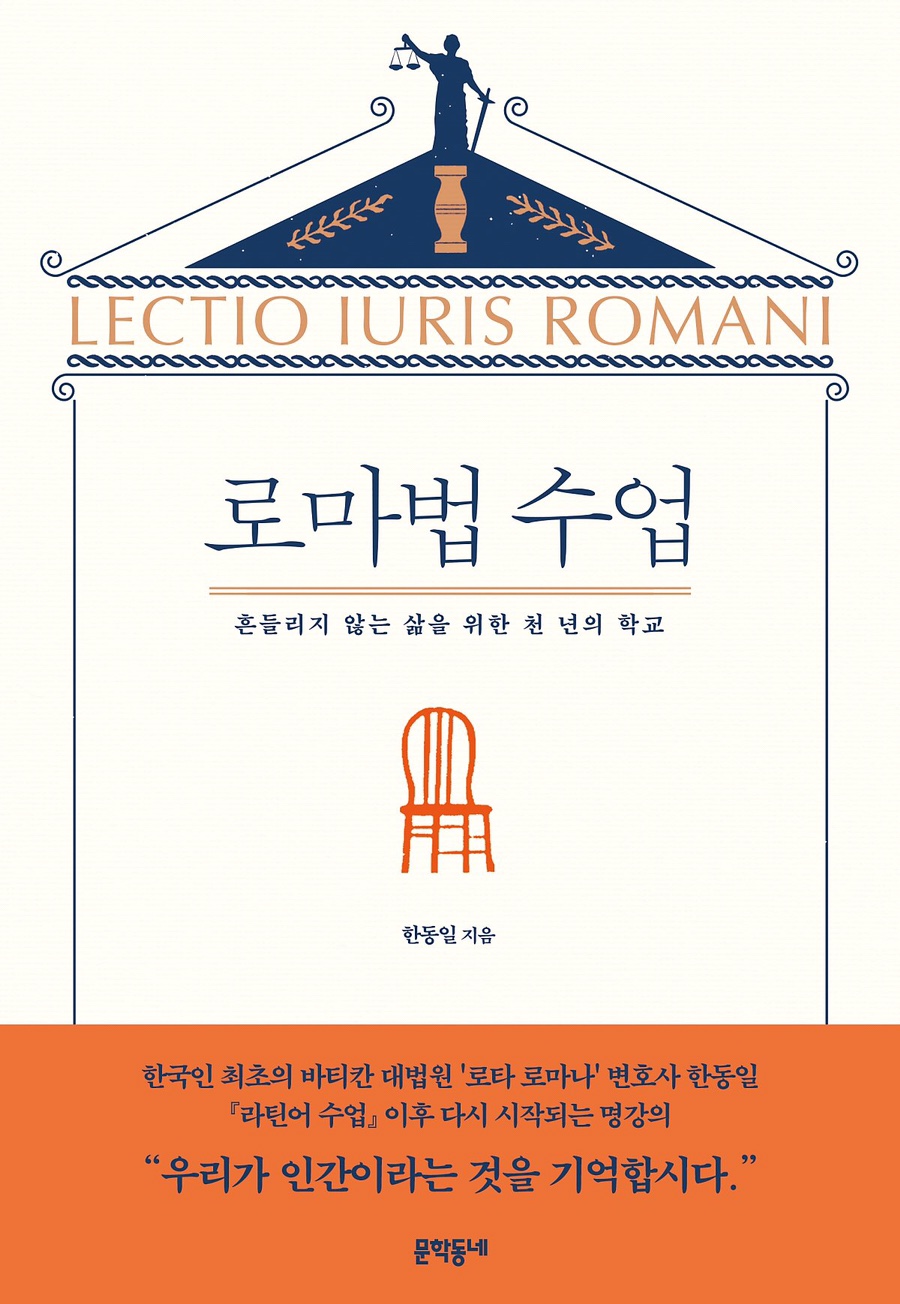 LECTIO IURIS ROMANI
로마법 수업
흔들리지 않는 삶을 위한 천 년의 학교
한동일 지음
한국인 최초의 바티칸 대법원 '로타 로마나' 변호사 한동일
『라틴어 수업』 이후 다시 시작되는 명강의
“우리가 인간이라는 것을 기억합시다.”
문학동네